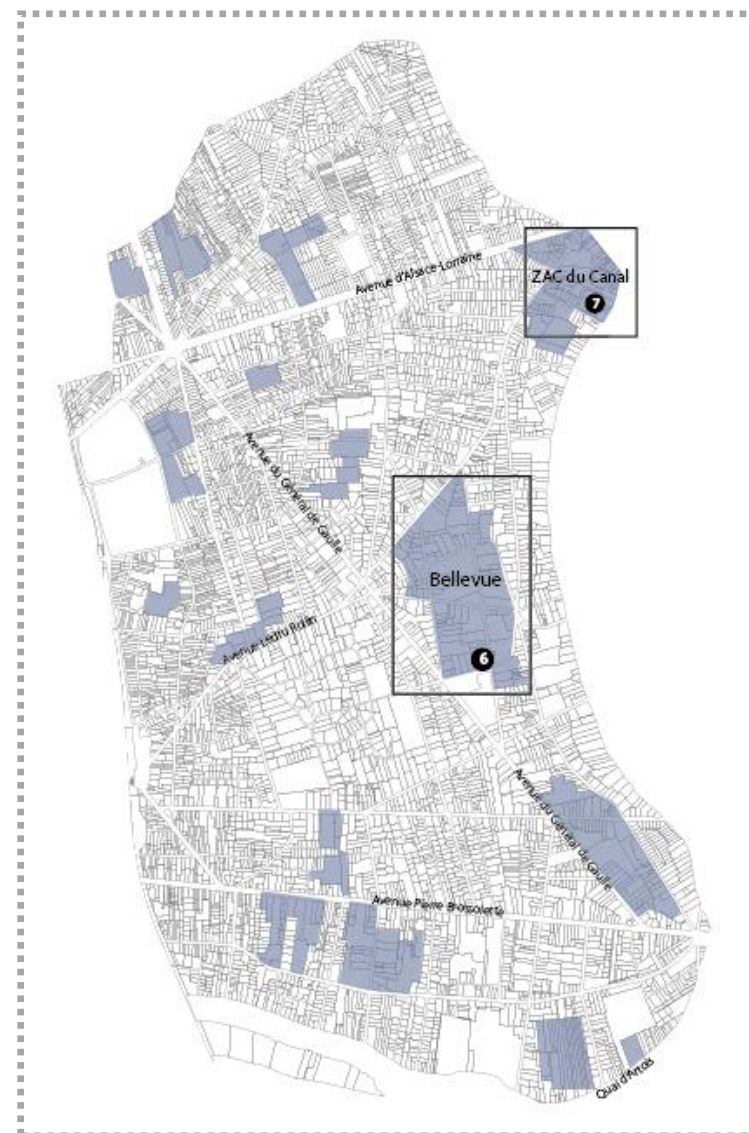 Avenue d'Alsace-Lorraine
ZAC du Canal
7
Avenue du Général de Gaulle
Bellevue
Avenue Ledru Rollin
6
Avenue du Général de Gaulle
Avenue Pierre Brossolette
Quai d'Artois